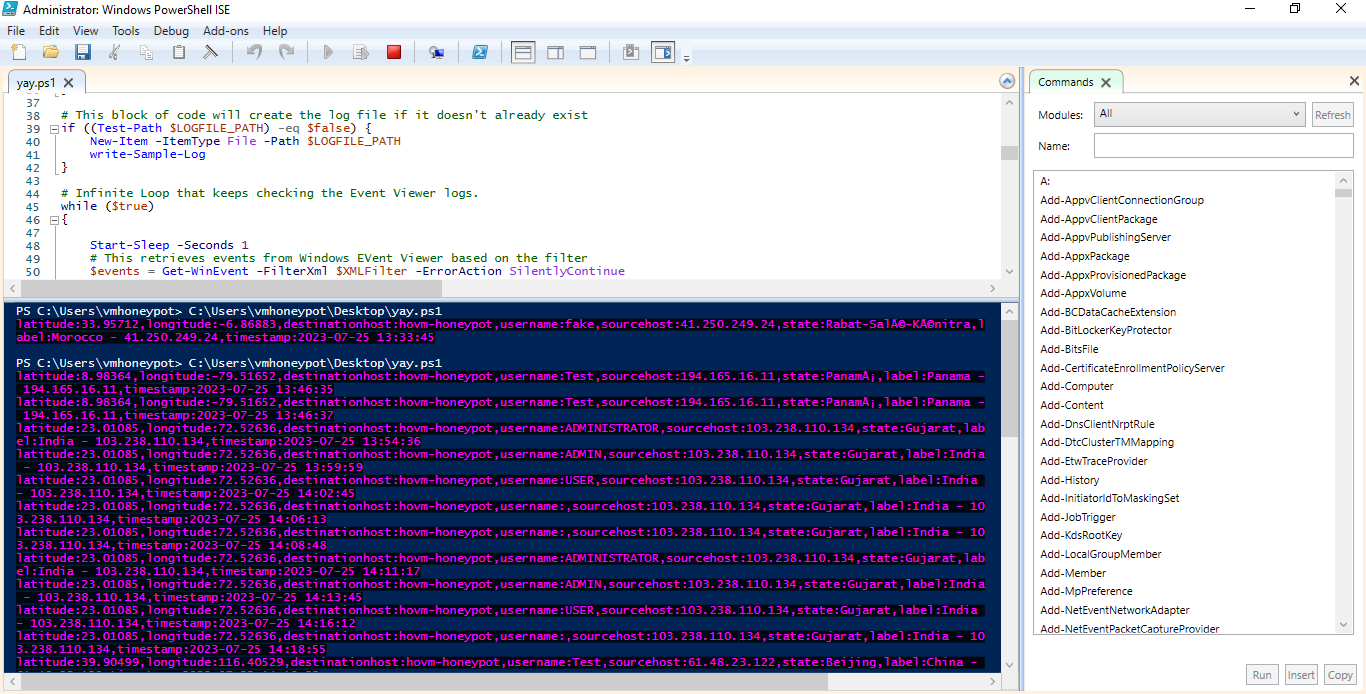 Administrator: Windows PowerShell ISE
File Edit View Tools Debug Add-ons Help
yay.ps1
37
38 # This block of code will create the log file if it doesn't already exist
39 if ((Test-Path $LOGFILE_PATH) -eq $false) {
40 New-Item -ItemType File -Path $LOGFILE_PATH
41 write-Sample-Log
42 }
43
44 # Infinite Loop that keeps checking the Event Viewer logs.
45 while ($true)
46 {
47
48 Start-Sleep -Seconds 1
49 # This retrieves events from Windows EVent Viewer based on the filter
50 $events = Get-WinEvent -FilterXml $XMLFilter -ErrorAction SilentlyContinue
PS C:\Users\vmhoneypot> C:\Users\vmhoneypot\Desktop\yay.ps1
latitude:33.95712,longitude:-6.86883,destinationhost:hovm-honeypot,username:fake,sourcehost:41.250.249.24,state:Rabat-SalÃ©-KÃ©nitra,l
abel:Morocco - 41.250.249.24,timestamp:2023-07-25 13:33:45
PS C:\Users\vmhoneypot> C:\Users\vmhoneypot\Desktop\yay.ps1
latitude:8.98364,longitude:-79.51652,destinationhost:hovm-honeypot,username:Test,sourcehost:194.165.16.11,state:PanamÃ¡,label:Panama -
194.165.16.11,timestamp:2023-07-25 13:46:35
latitude:8.98364,longitude:-79.51652,destinationhost:hovm-honeypot,username:Test,sourcehost:194.165.16.11,state:PanamÃ¡,label:Panama -
194.165.16.11,timestamp:2023-07-25 13:46:37
latitude:23.01085,longitude:72.52636,destinationhost:hovm-honeypot,username:ADMINISTRATOR,sourcehost:103.238.110.134,state:Gujarat,lab
el:India - 103.238.110.134,timestamp:2023-07-25 13:54:36
latitude:23.01085,longitude:72.52636,destinationhost:hovm-honeypot,username:ADMIN,sourcehost:103.238.110.134,state:Gujarat,label:India
- 103.238.110.134,timestamp:2023-07-25 13:59:59
latitude:23.01085,longitude:72.52636,destinationhost:hovm-honeypot,username:USER,sourcehost:103.238.110.134,state:Gujarat,label:India
- 103.238.110.134,timestamp:2023-07-25 14:02:45
latitude:23.01085,longitude:72.52636,destinationhost:hovm-honeypot,username:,sourcehost:103.238.110.134,state:Gujarat,label:India - 10
3.238.110.134,timestamp:2023-07-25 14:06:13
latitude:23.01085,longitude:72.52636,destinationhost:hovm-honeypot,username:,sourcehost:103.238.110.134,state:Gujarat,label:India - 10
3.238.110.134,timestamp:2023-07-25 14:08:48
latitude:23.01085,longitude:72.52636,destinationhost:hovm-honeypot,username:ADMINISTRATOR,sourcehost:103.238.110.134,state:Gujarat,lab
el:India - 103.238.110.134,timestamp:2023-07-25 14:11:17
latitude:23.01085,longitude:72.52636,destinationhost:hovm-honeypot,username:ADMIN,sourcehost:103.238.110.134,state:Gujarat,label:India
- 103.238.110.134,timestamp:2023-07-25 14:13:45
latitude:23.01085,longitude:72.52636,destinationhost:hovm-honeypot,username:USER,sourcehost:103.238.110.134,state:Gujarat,label:India
- 103.238.110.134,timestamp:2023-07-25 14:16:12
latitude:23.01085,longitude:72.52636,destinationhost:hovm-honeypot,username:,sourcehost:103.238.110.134,state:Gujarat,label:India - 10
3.238.110.134,timestamp:2023-07-25 14:18:55
latitude:39.90499,longitude:116.40529,destinationhost:hovm-honeypot,username:Test,sourcehost:61.48.23.122,state:Beijing,label:China -
Commands
Modules: All Refresh
Name:
A:
Add-AppvClientConnectionGroup
Add-AppvClientPackage
Add-AppvPublishingServer
Add-AppxPackage
Add-AppxProvisionedPackage
Add-AppxVolume
Add-BCDataCacheExtension
Add-BitLockerKeyProtector
Add-BitsFile
Add-CertificateEnrollmentPolicyServer
Add-Computer
Add-Content
Add-DnsClientNrptRule
Add-DtcClusterTMMapping
Add-EtwTraceProvider
Add-History
Add-InitiatorIdToMaskingSet
Add-JobTrigger
Add-KdsRootKey
Add-LocalGroupMember
Add-Member
Add-MpPreference
Add-NetEventNetworkAdapter
Add-NetEventPacketCaptureProvider
Run Insert Copy